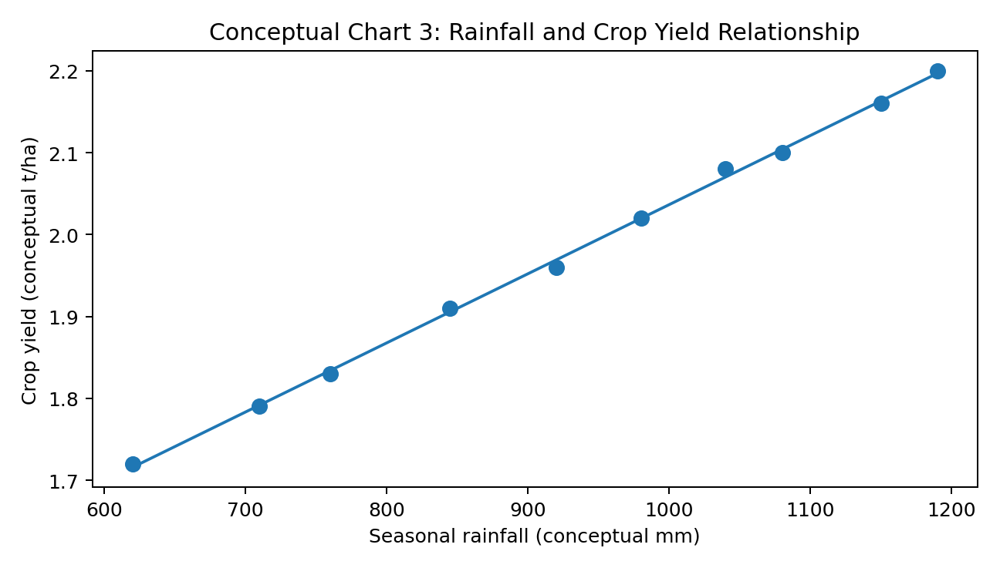 Conceptual Chart 3: Rainfall and Crop Yield Relationship
Crop yield (conceptual t/ha)
2.2
2.1
2.0
1.9
1.8
1.7
600 700 800 900 1000 1100 1200
Seasonal rainfall (conceptual mm)